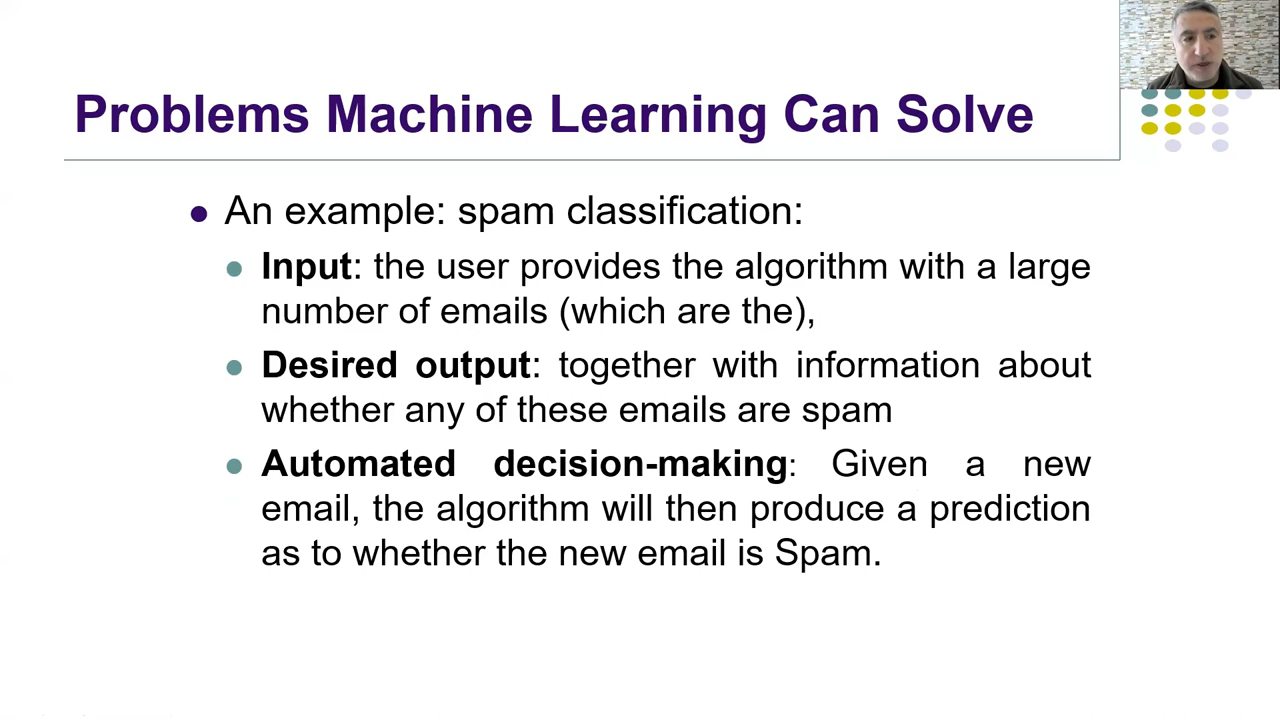 Problems Machine Learning Can Solve
An example: spam classification:
Input: the user provides the algorithm with a large
number of emails (which are the),
Desired output: together with information about
whether any of these emails are spam
Automated decision-making: Given a new
email, the algorithm will then produce a prediction
as to whether the new email is Spam.